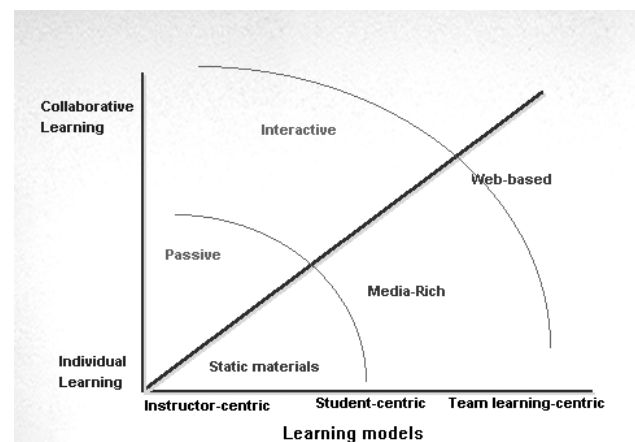 Collaborative
Learning
Interactive
Web-based
Passive
Media-Rich
Individual
Learning
Static materials
Instructor-centric
Student-centric
Team learning-centric
Learning models